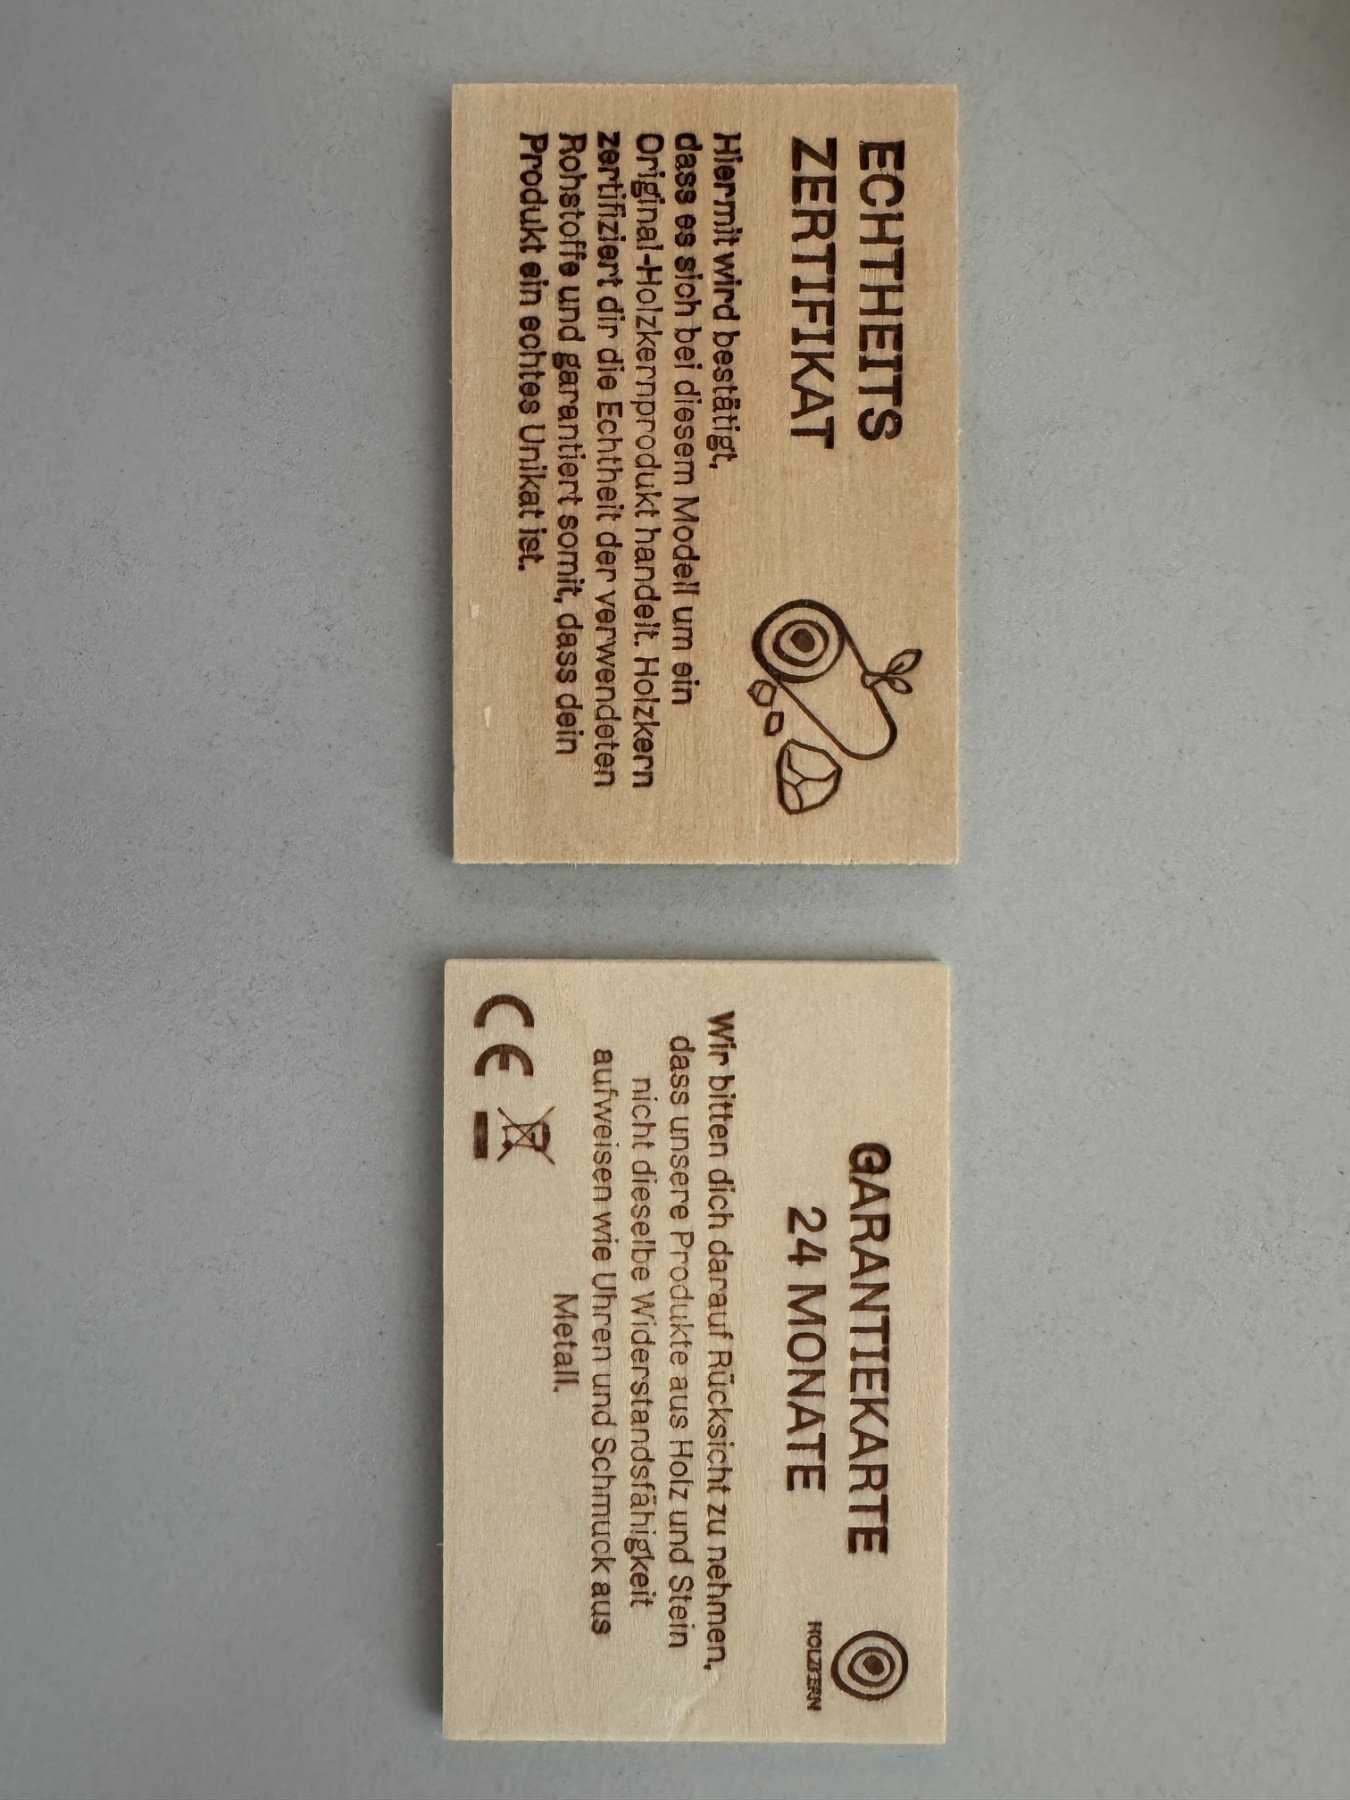 ECHTHEITS
ZERTIFIKAT
Hiermit wird bestätigt,
dass es sich bei diesem Modell um ein
Original-Holzkernprodukt handelt. Holzkern
zertifiziert dir die Echtheit der verwendeten
Rohstoffe und garantiert somit, dass dein
Produkt ein echtes Unikat ist.
GARANTIEKARTE
24 MONATE
HOLZKERN
Wir bitten dich darauf Rücksicht zu nehmen,
dass unsere Produkte aus Holz und Stein
nicht dieselbe Widerstandsfähigkeit
aufweisen wie Uhren und Schmuck aus
Metall.
CE